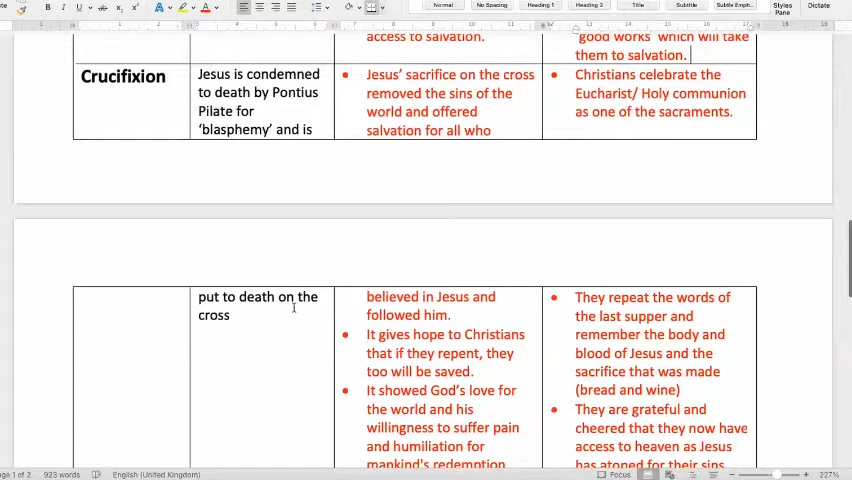 Normal
No Spacing
Heading 1
Heading 2
Title
Subtitle
Subtle Emp...
Styles
Pane
Dictate
access to salvation.
'good works' which will take
them to salvation.
Crucifixion
Jesus is condemned
to death by Pontius
Pilate for
'blasphemy' and is
Jesus' sacrifice on the cross
removed the sins of the
world and offered
salvation for all who
Christians celebrate the
Eucharist/ Holy communion
as one of the sacraments.
put to death on the
cross
believed in Jesus and
followed him.
It gives hope to Christians
that if they repent, they
too will be saved.
It showed God's love for
the world and his
willingness to suffer pain
and humiliation for
mankind's redemption
They repeat the words of
the last supper and
remember the body and
blood of Jesus and the
sacrifice that was made
(bread and wine)
They are grateful and
cheered that they now have
access to heaven as Jesus
has atoned for their sins
age 1 of 2
923 words
English (United Kingdom)
Focus
227%